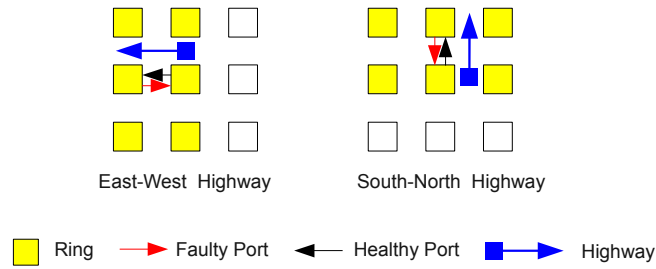 East-West Highway
South-North Highway
Ring
Faulty Port
Healthy Port
Highway